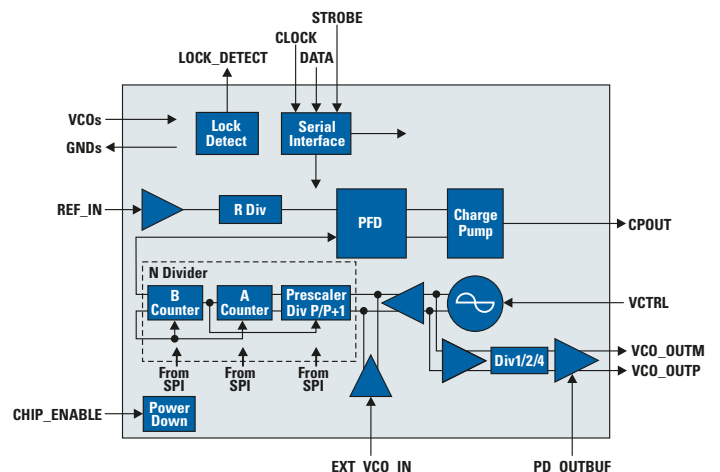 STROBE
CLOCK
LOCK_DETECT
DATA
VCOs
GNDs
Lock
Detect
Serial
Interface
REF_IN
R Div
PFD
Charge
Pump
CPOUT
N Divider
B
Counter
A
Counter
Prescaler
Div P/P+1
VCTRL
From
SPI
From
SPI
From
SPI
Div1/2/4
VCO_OUTM
VCO_OUTP
CHIP_ENABLE
Power
Down
EXT_VCO_IN
PD_OUTBUF